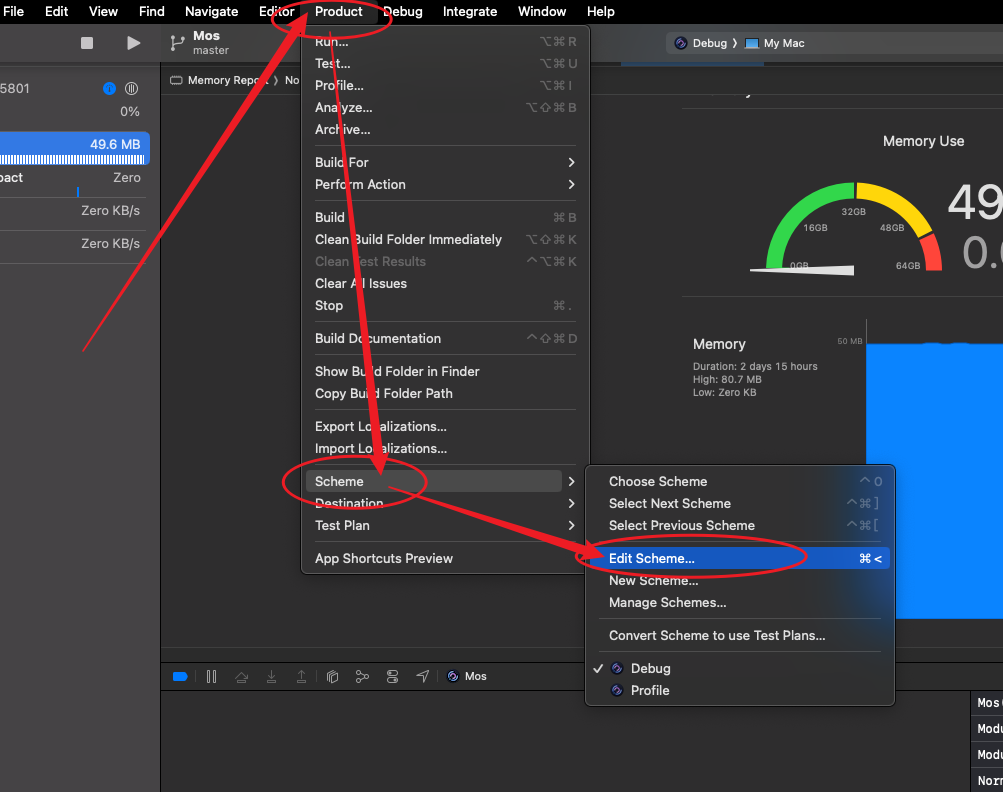 File Edit View Find Navigate Editor Product Debug Integrate Window Help
Mos
master
Debug 〉 My Mac
5801
0%
49.6 MB
pact Zero
Zero KB/s
Zero KB/s
Memory Report 〉 No
Run... ⌥⌘R
Test... ⌥⌘U
Profile... ⌥⌘I
Analyze... ⌥⇧⌘B
Archive...
Build For
Perform Action
Build ⌘B
Clean Build Folder Immediately ⌥⇧⌘K
Clean Test Results ^⌥⌘K
Clear All Issues
Stop ⌘.
Build Documentation ^⇧⌘D
Show Build Folder in Finder
Copy Build Folder Path
Export Localizations...
Import Localizations...
Scheme
Destination
Test Plan
App Shortcuts Preview
Choose Scheme ^0
Select Next Scheme ^⌘]
Select Previous Scheme ^⌘[
Edit Scheme... ⌘<
New Scheme...
Manage Schemes...
Convert Scheme to use Test Plans...
✓ Debug
Profile
Memory Use
0GB
16GB
32GB
48GB
64GB
49
0.0
Memory
Duration: 2 days 15 hours
High: 80.7 MB
Low: Zero KB
50 MB
Mos
Mos
Modu
Modu
Norm